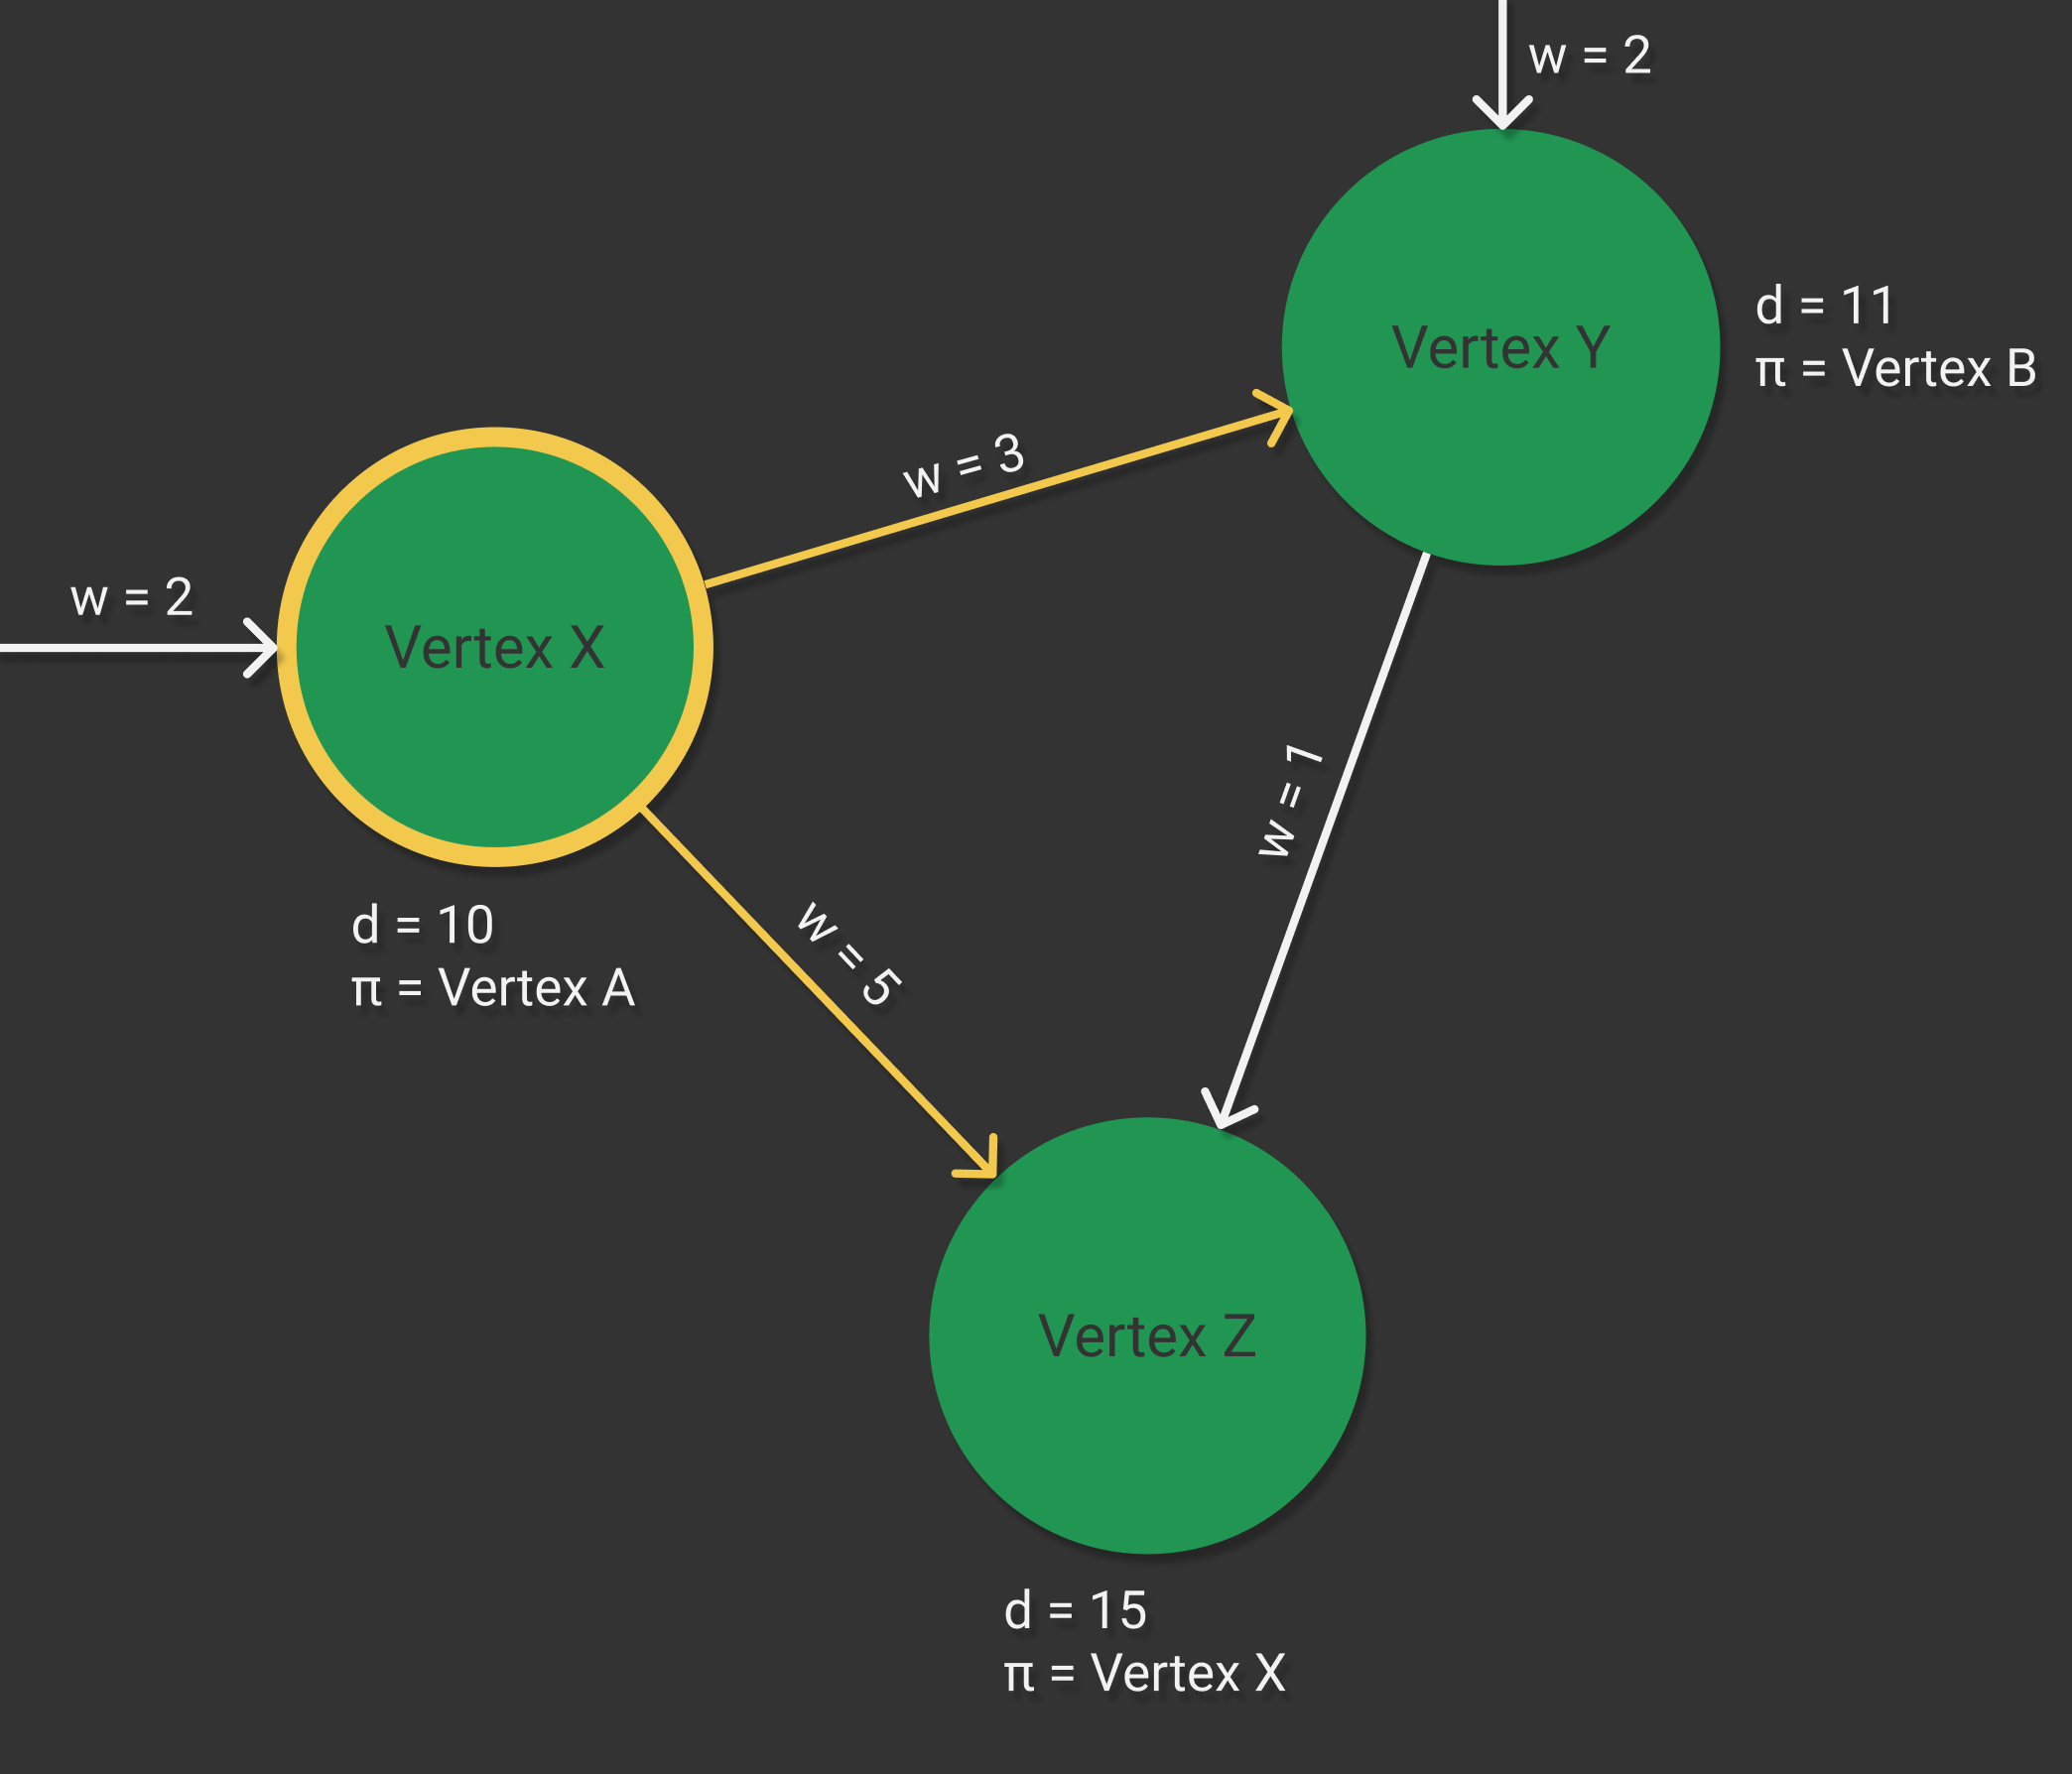 w = 2
Vertex Y
d = 11
π = Vertex B
w = 3
w = 2
Vertex X
w = 1
d = 10
π = Vertex A
w = 5
Vertex Z
d = 15
π = Vertex X